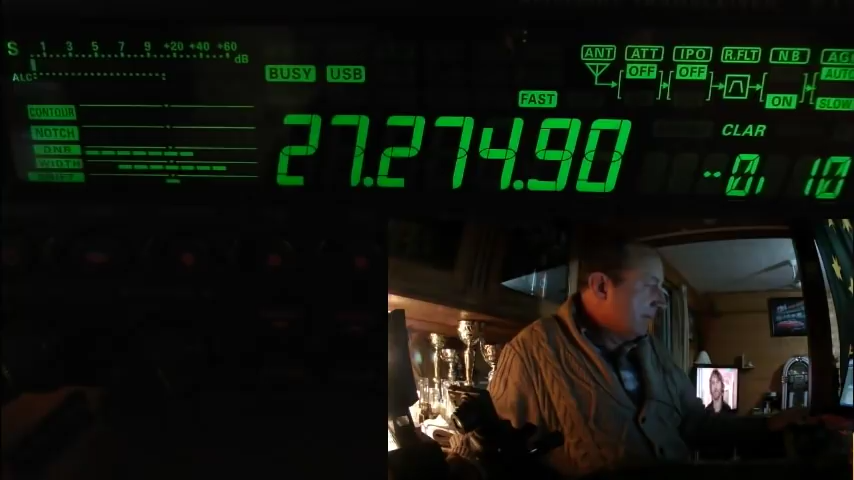 S 1 3 5 7 9 +20 +40 +60 dB
ALC
BUSY USB
ANT ATT IPO R.FLT NB
OFF OFF ON AUTO SLOW
FAST
CONTOUR
NOTCH
DNR
WIDTH
27.274.90
CLAR
-0. 10